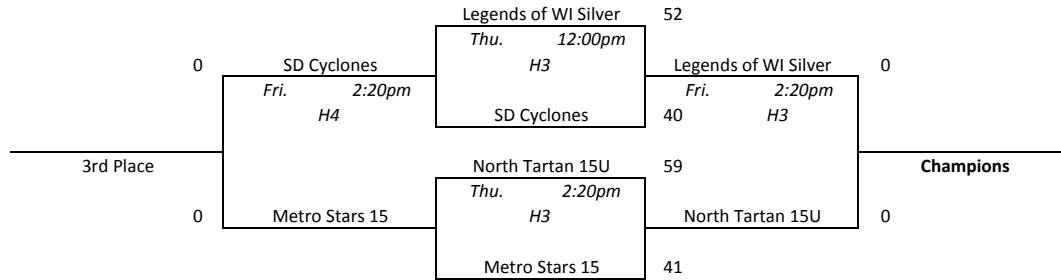 Legends of WI Silver 52
Thu. 12:00pm
0 SD Cyclones H3 Legends of WI Silver 0
Fri. 2:20pm Fri. 2:20pm
H4 SD Cyclones 40 H3
3rd Place North Tartan 15U 59 Champions
Thu. 2:20pm
0 Metro Stars 15 H3 North Tartan 15U 0
Metro Stars 15 41